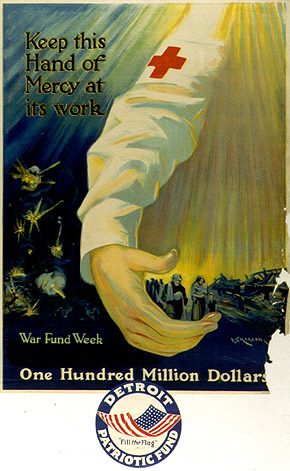 Keep this
Hand of
Mercy at
its work
MORGAN
War Fund Week
One Hundred Million Dollars
DETROIT
"Fill the Flag"
PATRIOTIC FUND